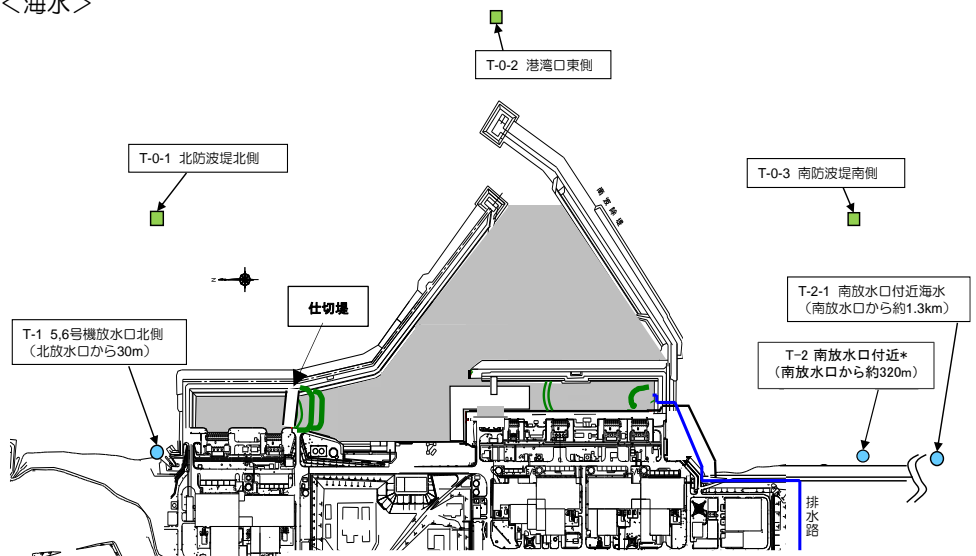 ＜海水＞
T-0-2 港湾口東側
T-0-1 北防波堤北側
T-0-3 南防波堤南側
南放除堤
N
仕切堤
T-2-1 南放水口付近海水
（南放水口から約1.3km）
T-1 5,6号機放水口北側
（北放水口から30m）
T−2 南放水口付近*
（南放水口から約320m）
排水路